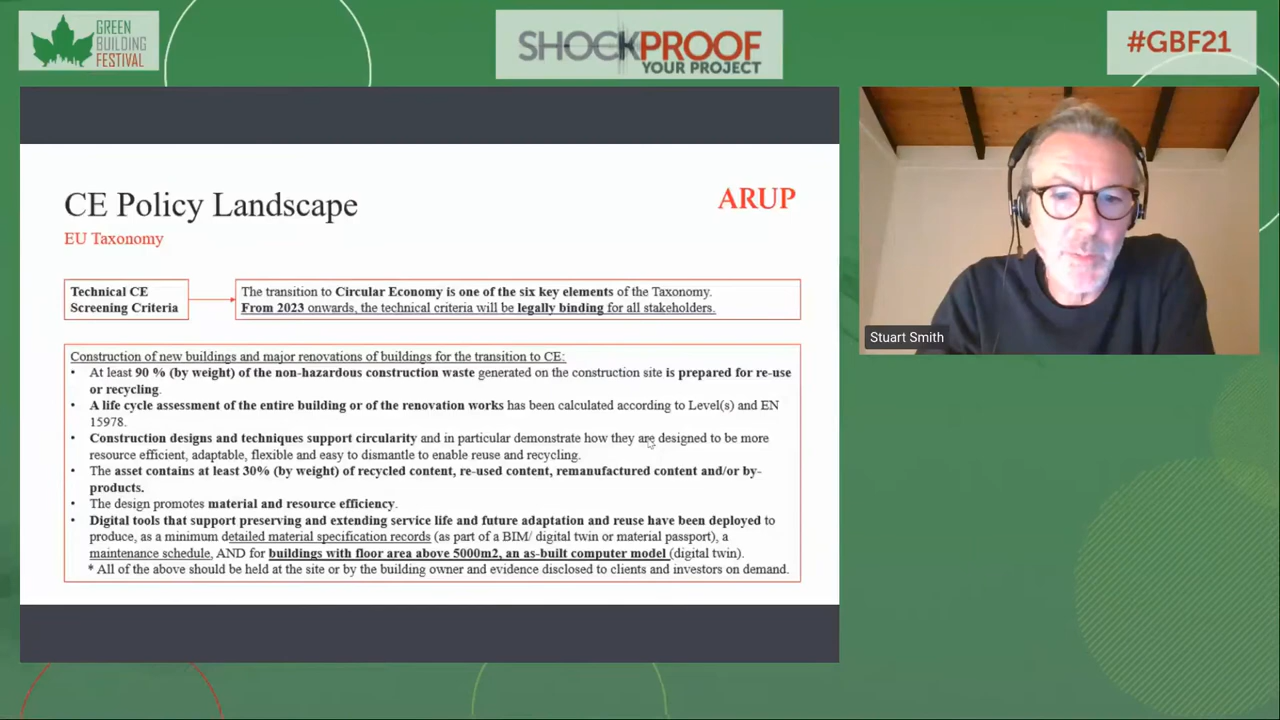 GREEN
BUILDING
FESTIVAL
SHOCKPROOF
YOUR PROJECT
#GBF21
CE Policy Landscape
ARUP
EU Taxonomy
Technical CE
Screening Criteria
The transition to Circular Economy is one of the six key elements of the Taxonomy.
From 2023 onwards, the technical criteria will be legally binding for all stakeholders.
Construction of new buildings and major renovations of buildings for the transition to CE:
• At least 90 % (by weight) of the non-hazardous construction waste generated on the construction site is prepared for re-use
or recycling.
• A life cycle assessment of the entire building or of the renovation works has been calculated according to Level(s) and EN
15978.
• Construction designs and techniques support circularity and in particular demonstrate how they are designed to be more
resource efficient, adaptable, flexible and easy to dismantle to enable reuse and recycling.
• The asset contains at least 30% (by weight) of recycled content, re-used content, remanufactured content and/or by-
products.
• The design promotes material and resource efficiency.
• Digital tools that support preserving and extending service life and future adaptation and reuse have been deployed to
produce, as a minimum detailed material specification records (as part of a BIM/ digital twin or material passport), a
maintenance schedule, AND for buildings with floor area above 5000m2, an as-built computer model (digital twin).
* All of the above should be held at the site or by the building owner and evidence disclosed to clients and investors on demand.
Stuart Smith